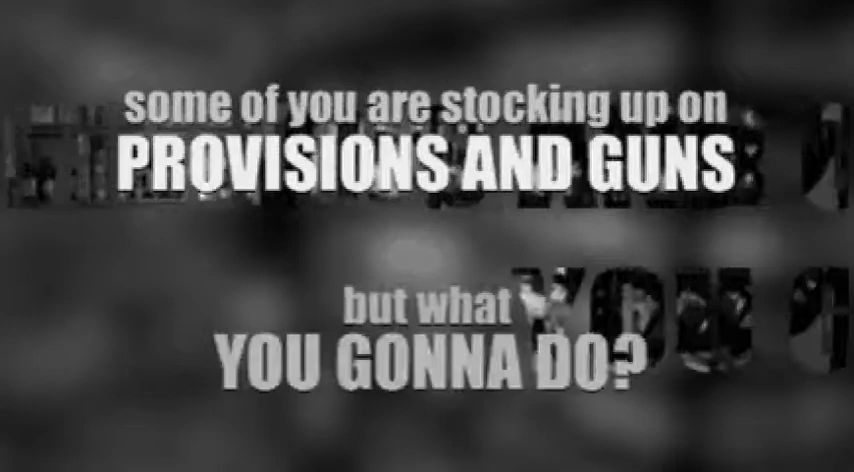 some of you are stocking up on
PROVISIONS AND GUNS
but what
YOU GONNA DO?